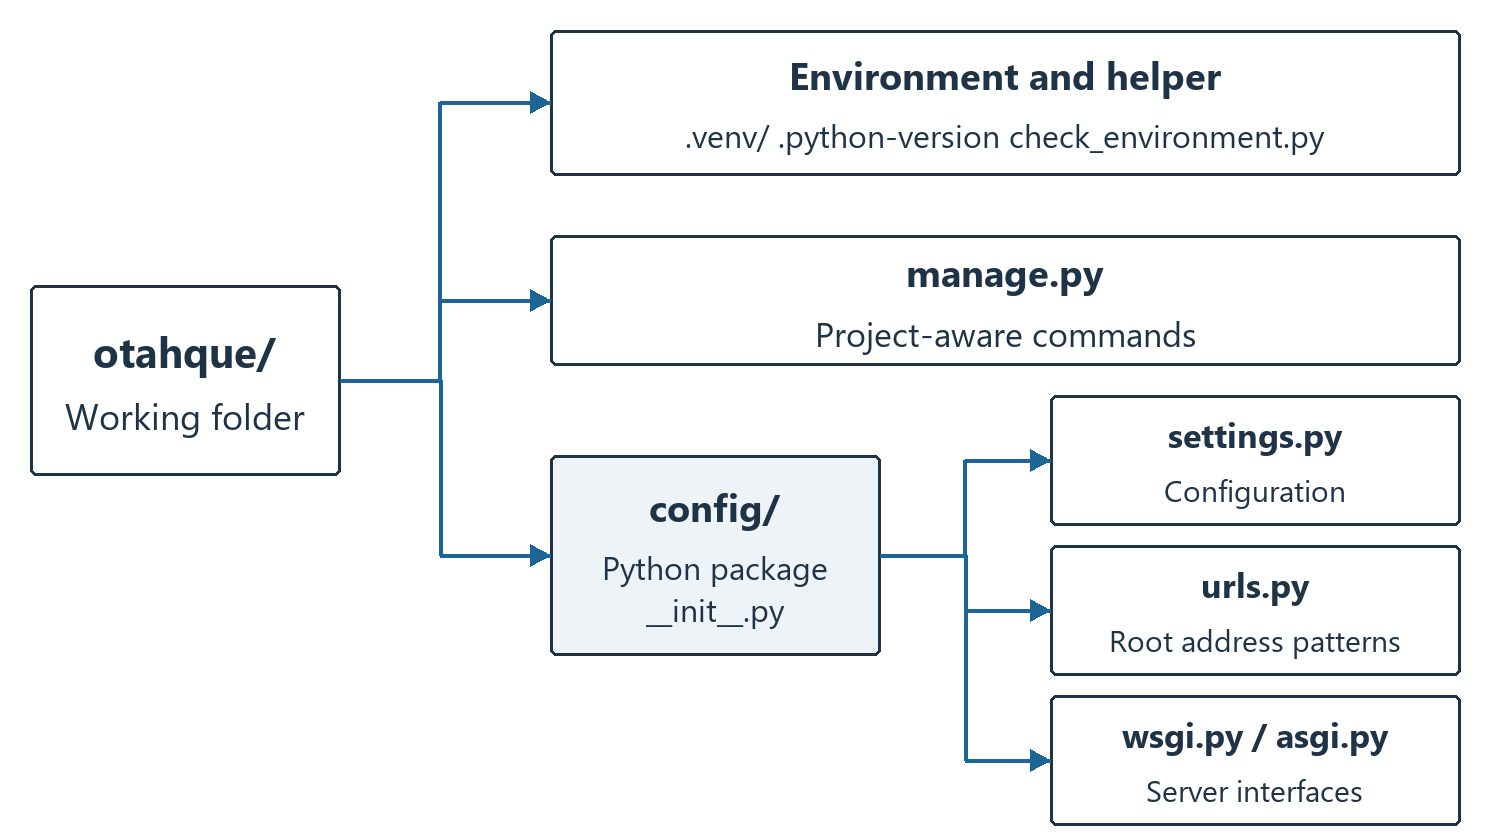 otahque/
Working folder
Environment and helper
.venv/ .python-version check_environment.py
manage.py
Project-aware commands
config/
Python package
__init__.py
settings.py
Configuration
urls.py
Root address patterns
wsgi.py / asgi.py
Server interfaces